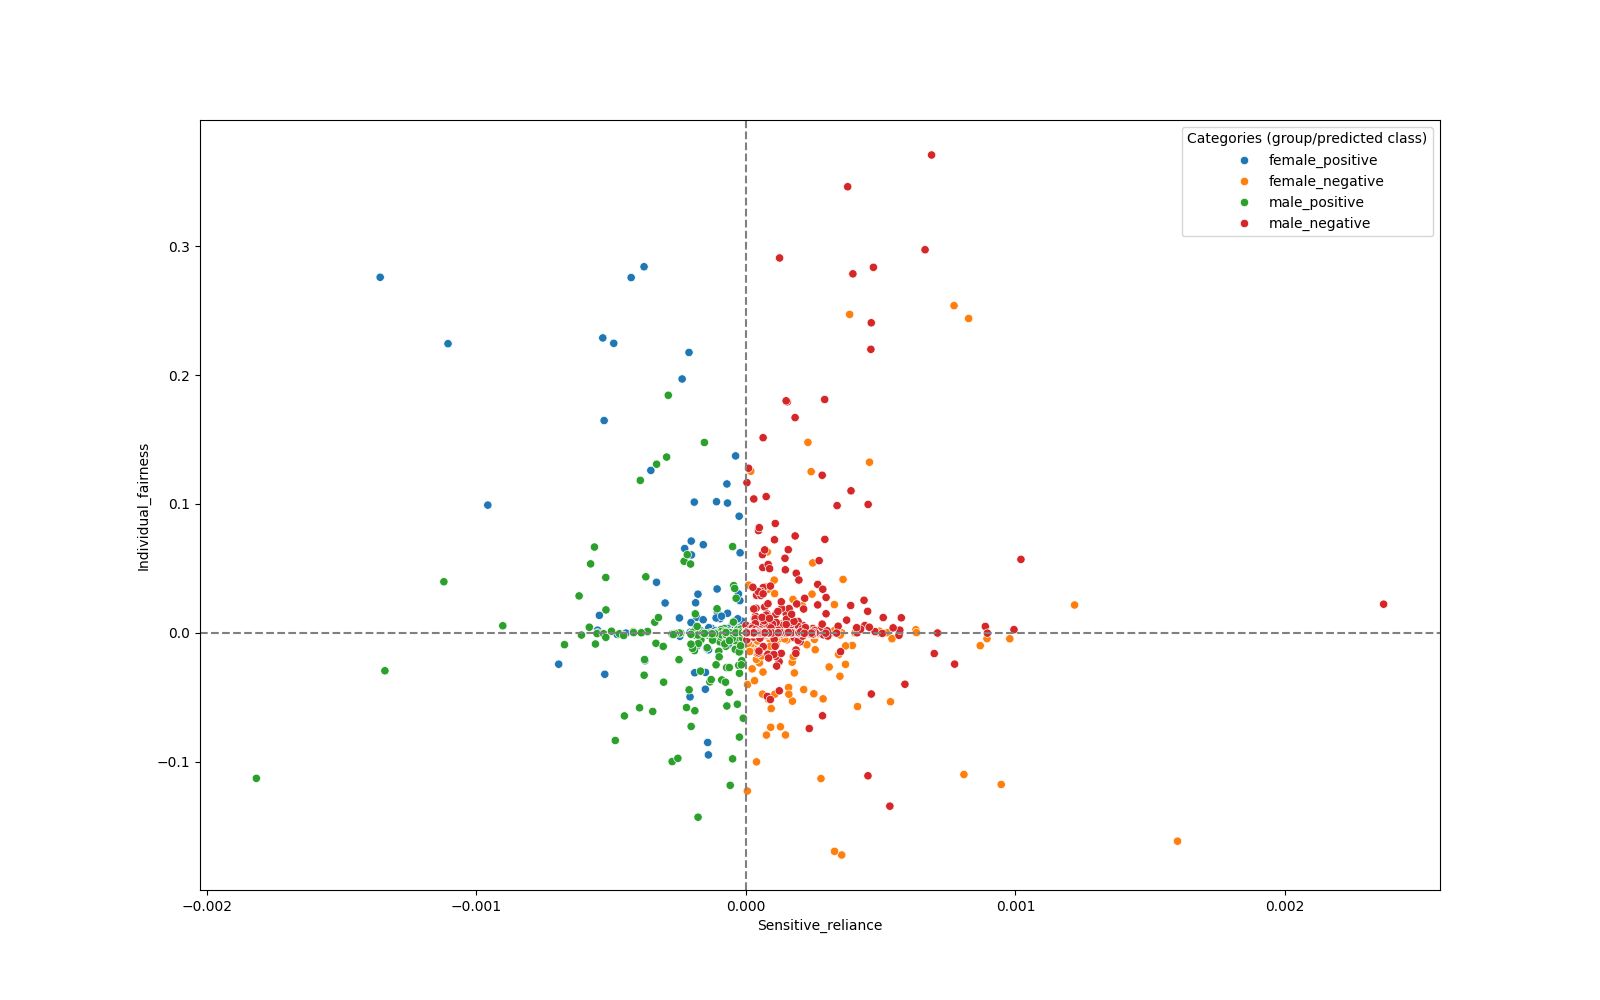 Categories (group/predicted class)
female_positive
female_negative
male_positive
male_negative
0.3
0.2
0.1
0.0
−0.1
Individual_fairness
−0.002
−0.001
0.000
0.001
0.002
Sensitive_reliance